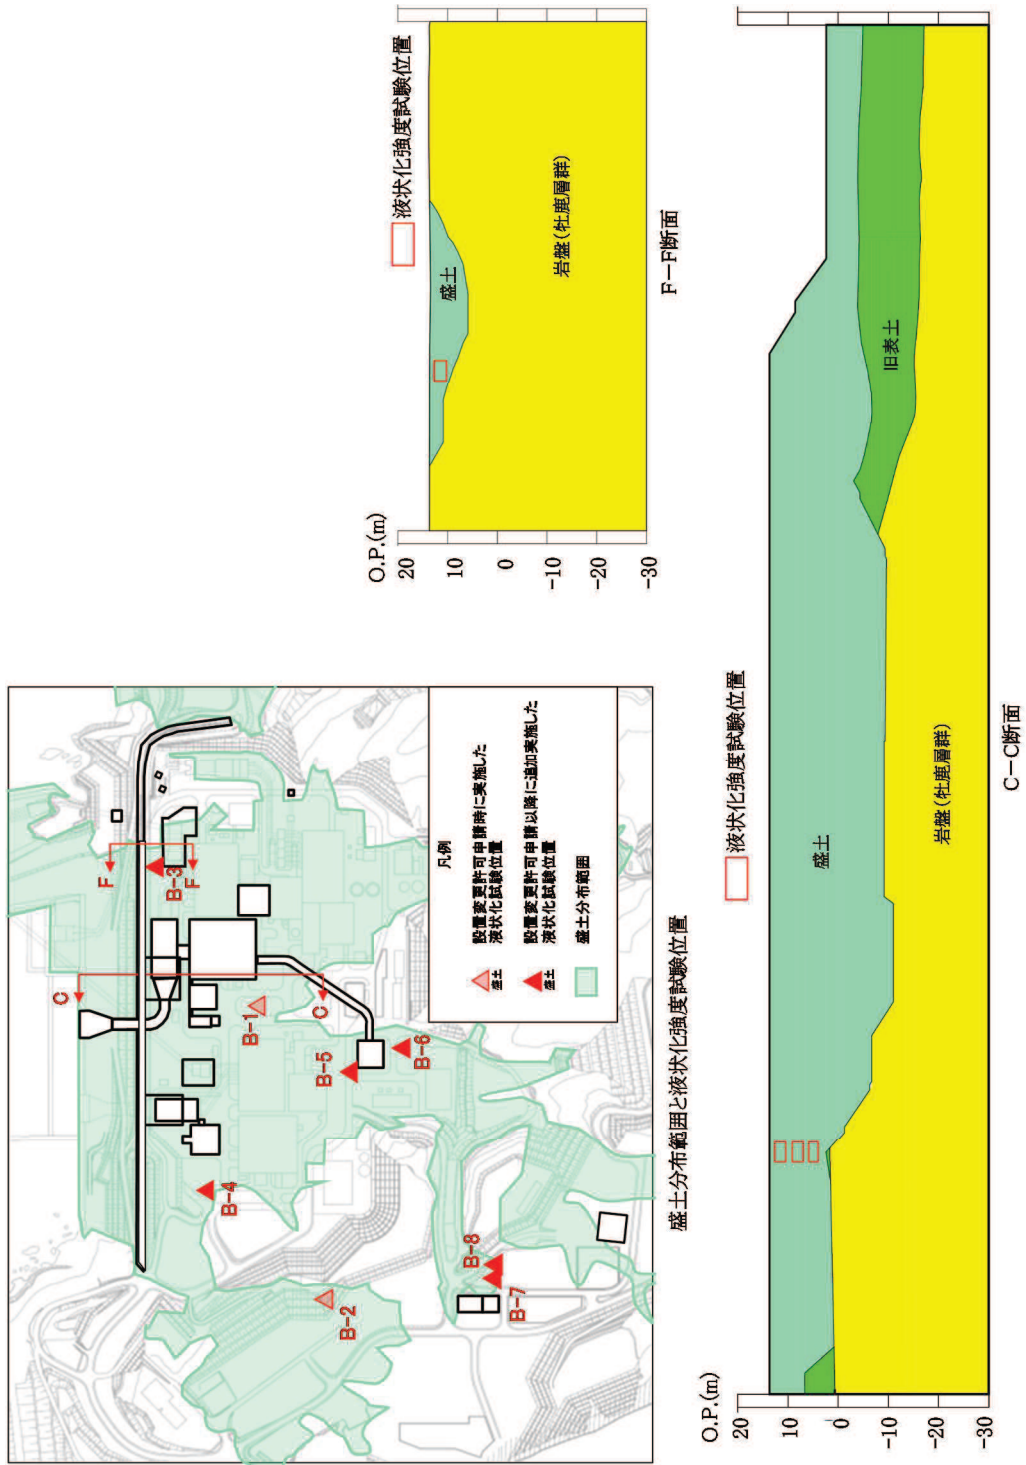 C
C
F
F
B-1
B-2
B-3
B-4
B-5
B-6
B-7
B-8
凡例
盛土
設置変更許可申請時に実施した
液状化試験位置
盛土
設置変更許可申請以降に追加実施した
液状化試験位置
盛土分布範囲
盛土分布範囲と液状化強度試験位置
O.P.(m)
20
10
0
-10
-20
-30
液状化強度試験位置
盛土
岩盤(牡鹿層群)
F-F断面
O.P.(m)
20
10
0
-10
-20
-30
液状化強度試験位置
盛土
旧表土
岩盤(牡鹿層群)
C-C断面